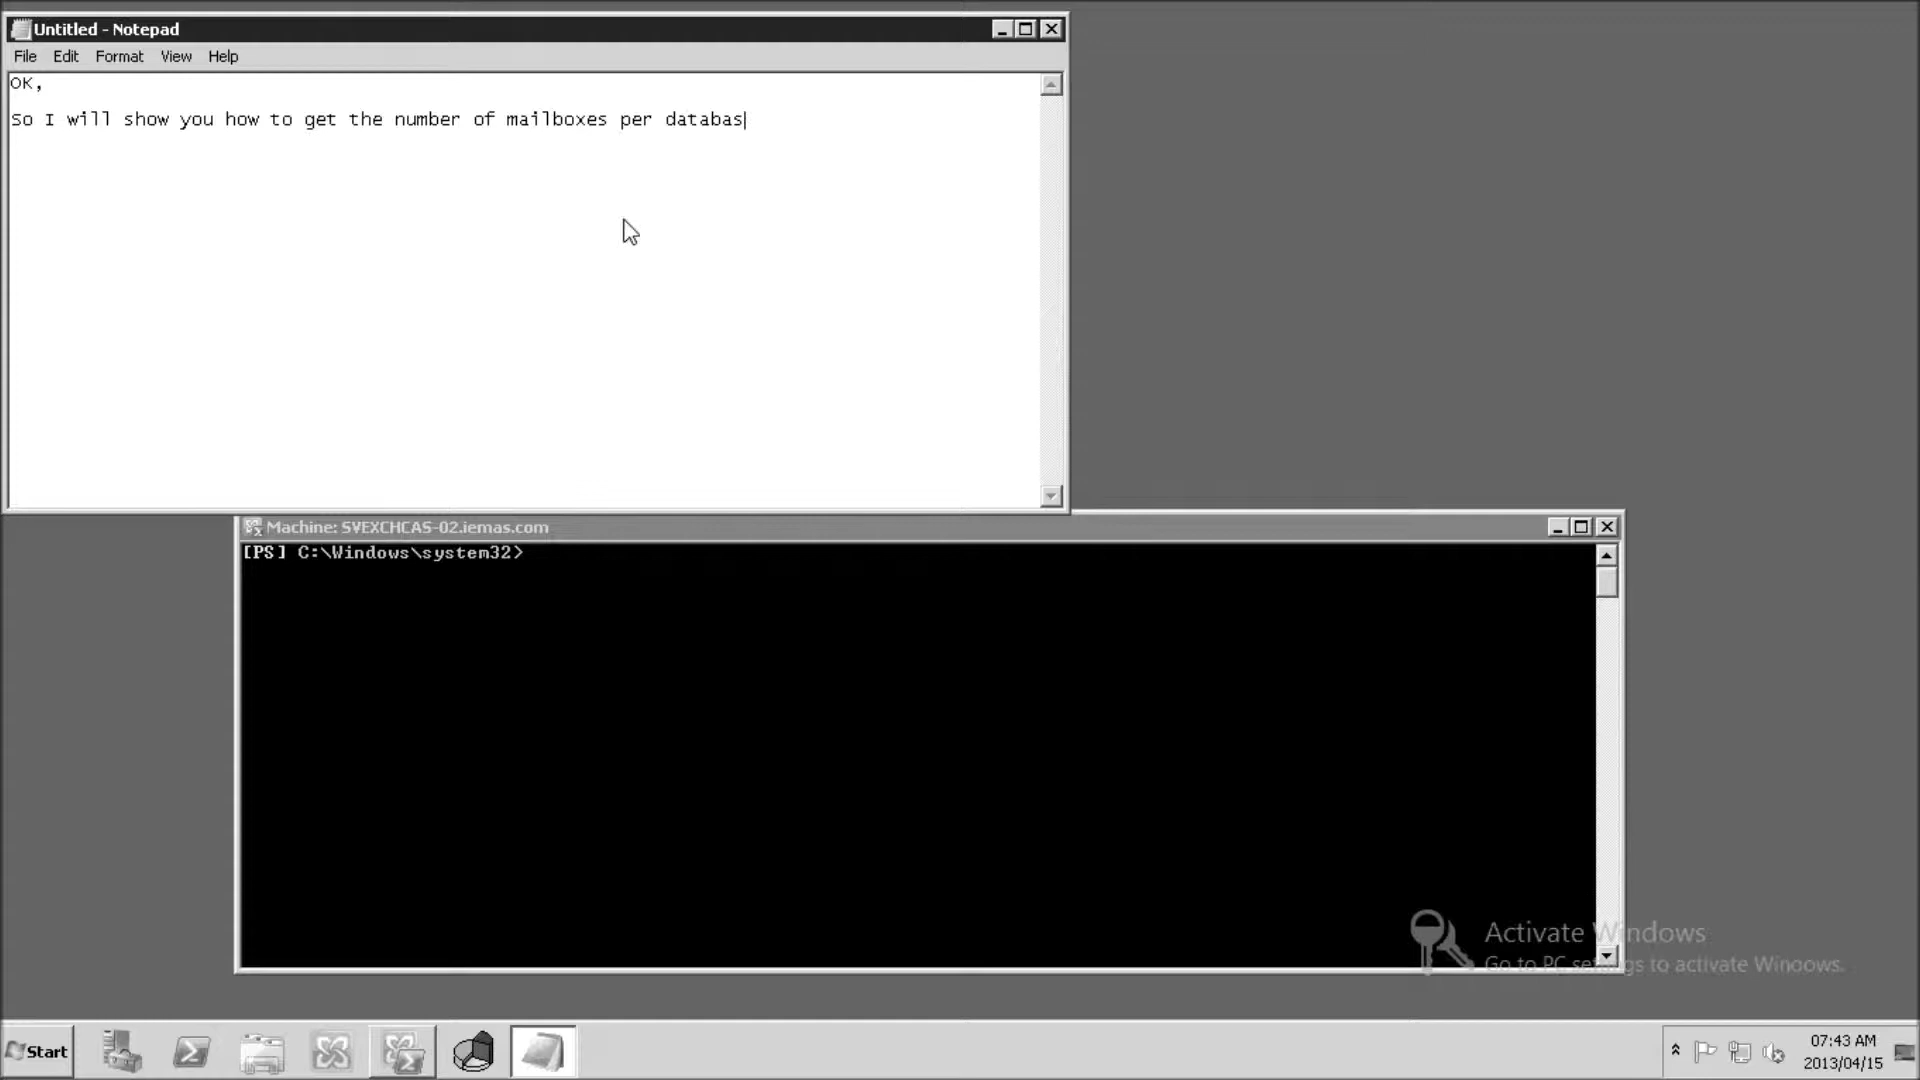 Untitled - Notepad
File Edit Format View Help
OK,
So I will show you how to get the number of mailboxes per databas
Machine: SVEXCHCAS-02.iemas.com
[PS] C:\Windows\system32>
Activate Windows
Go to PC settings to activate Windows.
Start
07:43 AM
2013/04/15